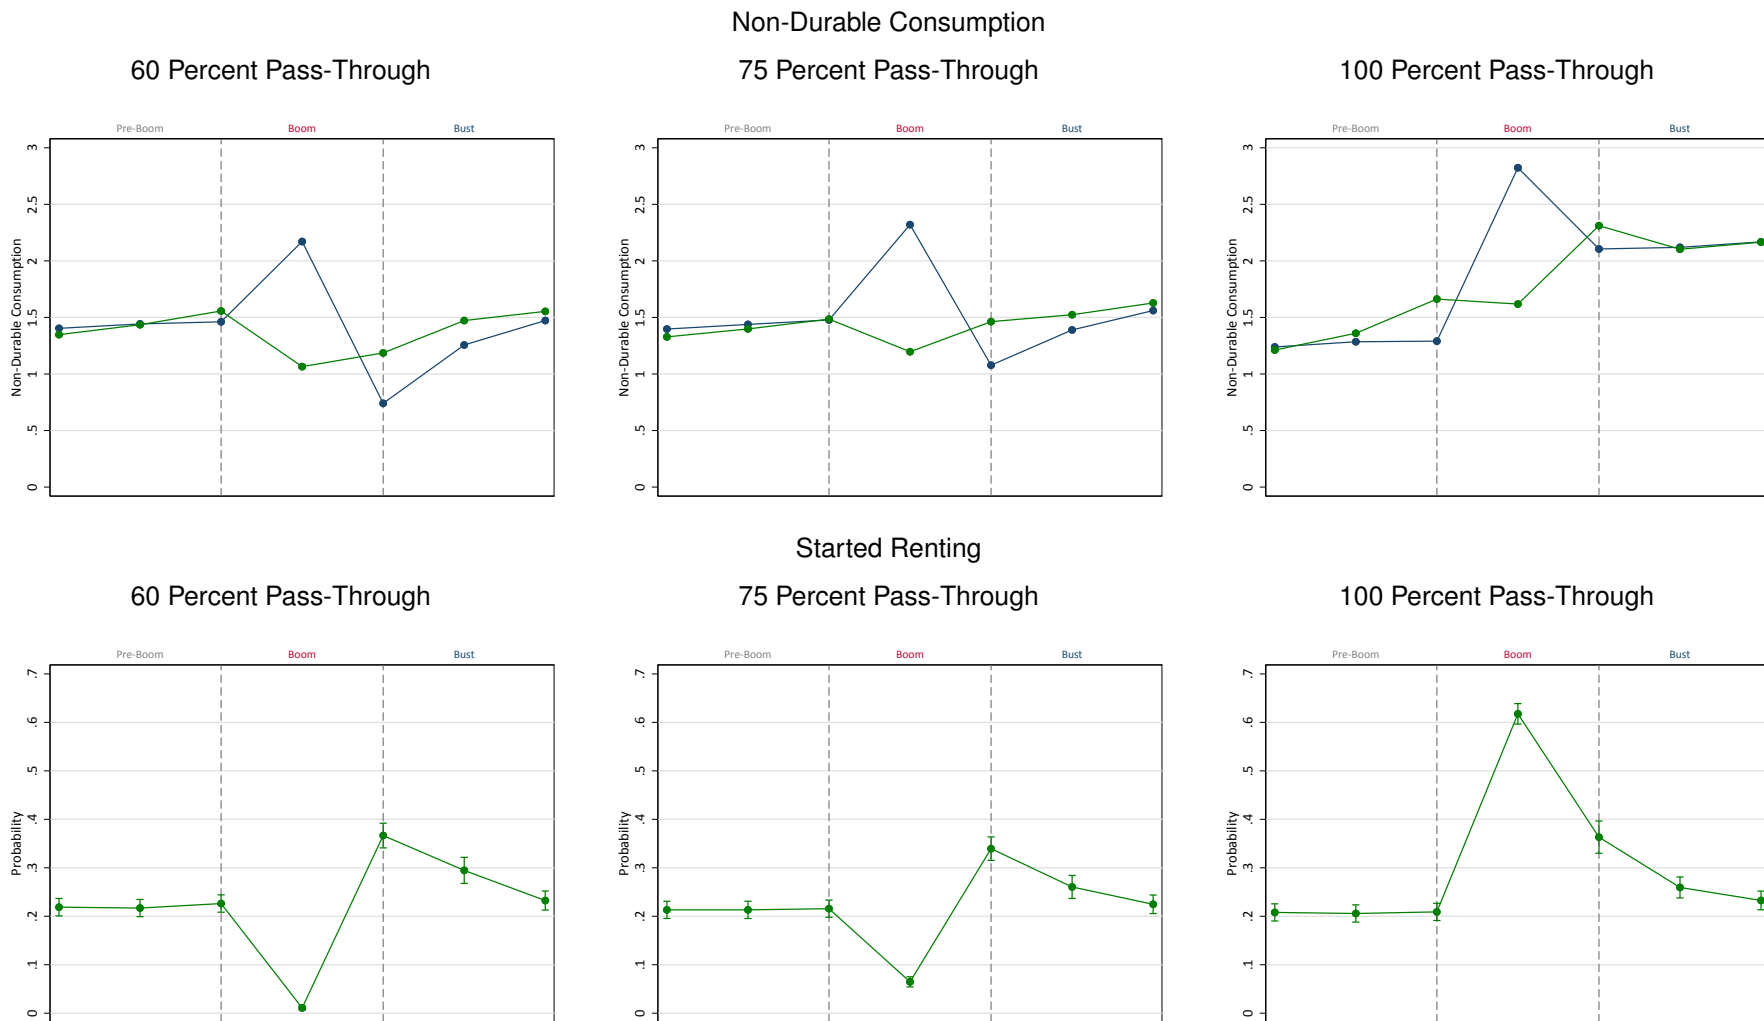 Non-Durable Consumption
60 Percent Pass-Through
75 Percent Pass-Through
100 Percent Pass-Through
Pre-Boom Boom Bust
Pre-Boom Boom Bust
Pre-Boom Boom Bust
Non-Durable Consumption
0 .5 1 1.5 2 2.5 3
Non-Durable Consumption
0 .5 1 1.5 2 2.5 3
Non-Durable Consumption
0 .5 1 1.5 2 2.5 3
Started Renting
60 Percent Pass-Through
75 Percent Pass-Through
100 Percent Pass-Through
Pre-Boom Boom Bust
Pre-Boom Boom Bust
Pre-Boom Boom Bust
Probability
0 .1 .2 .3 .4 .5 .6 .7
Probability
0 .1 .2 .3 .4 .5 .6 .7
Probability
0 .1 .2 .3 .4 .5 .6 .7